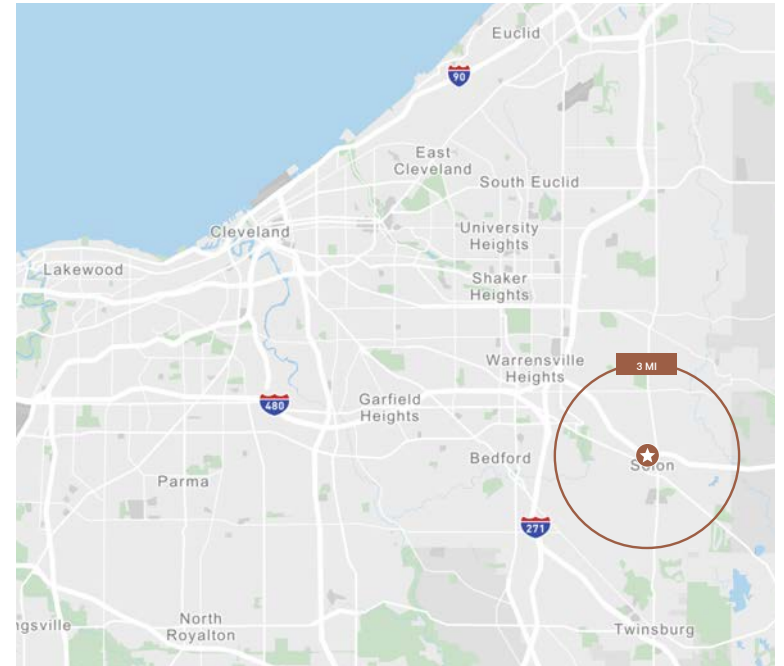 Euclid
90
East
Cleveland
South Euclid
Cleveland
University
Heights
Lakewood
Shaker
Heights
Warrensville
Heights
3 MI
480
Garfield
Heights
Bedford
Solon
Parma
271
ngsville
North
Royalton
Twinsburg